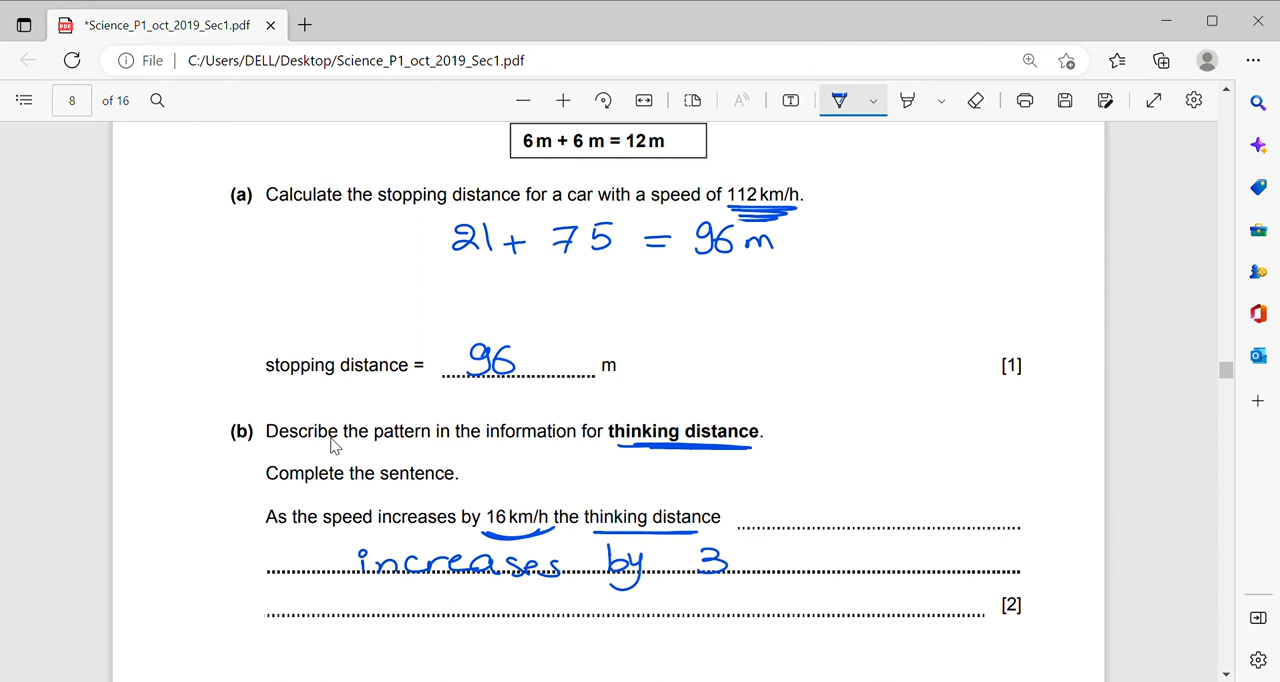 *Science_P1_oct_2019_Sec1.pdf
File C:/Users/DELL/Desktop/Science_P1_oct_2019_Sec1.pdf
8 of 16
6 m + 6 m = 12 m
(a) Calculate the stopping distance for a car with a speed of 112 km/h.
21 + 75 = 96 m
stopping distance = 96 m [1]
(b) Describe the pattern in the information for thinking distance.
Complete the sentence.
As the speed increases by 16 km/h the thinking distance
increases by 3
[2]